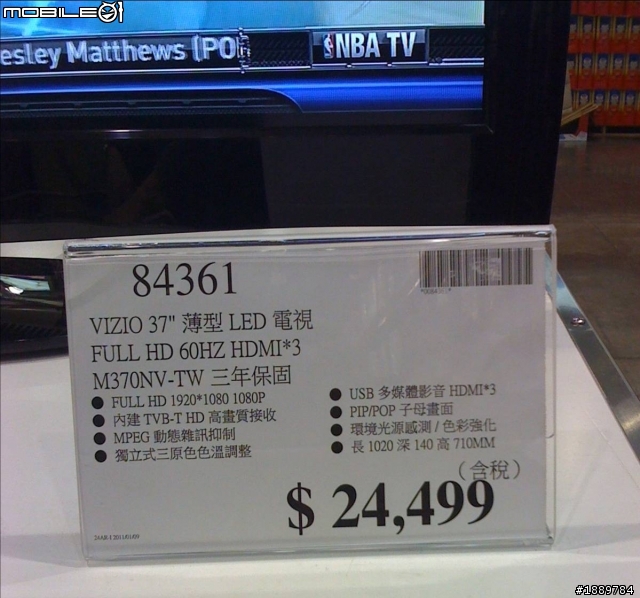 MOBILE01
esley Matthews (PO
NBA TV
84361
VIZIO 37" 薄型 LED 電視
FULL HD 60HZ HDMI*3
M370NV-TW 三年保固
● FULL HD 1920*1080 1080P
● 內建 TVB-T HD 高畫質接收
● MPEG 動態雜訊抑制
● 獨立式三原色色溫調整
● USB 多媒體影音 HDMI*3
● PIP/POP 子母畫面
● 環境光源感測 / 色彩強化
● 長 1020 深 140 高 710MM
（含稅）
$ 24,499
#1889784